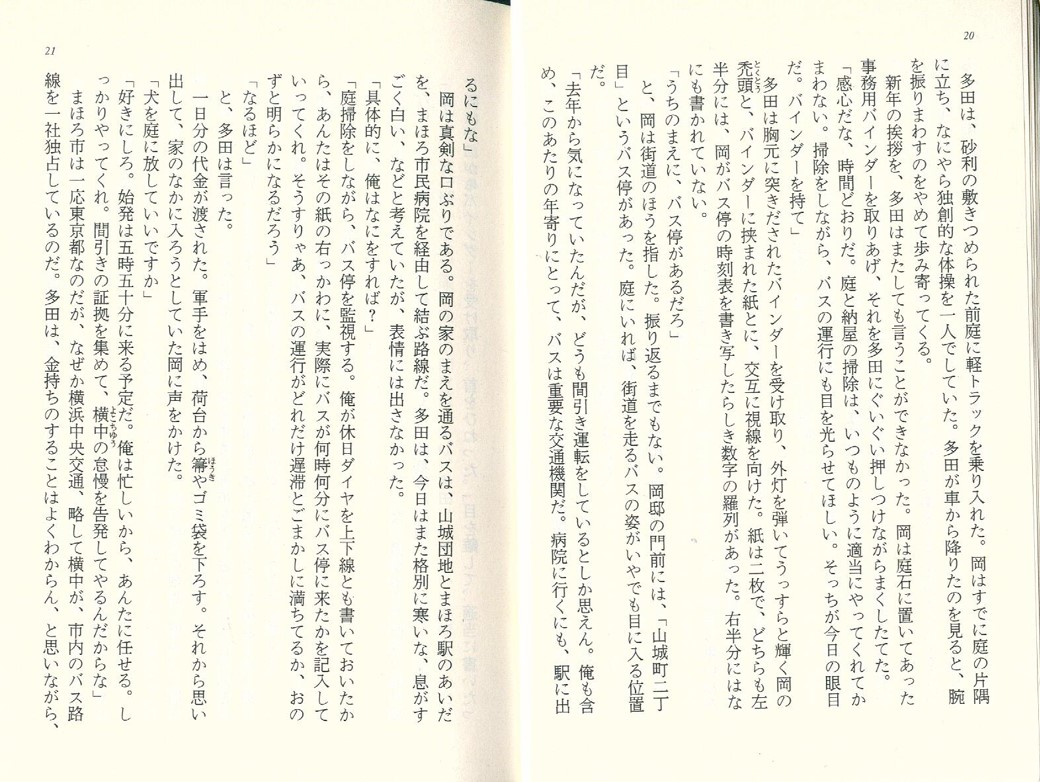 20
多田は、砂利の敷きつめられた前庭に軽トラックを乗り入れた。岡はすでに庭の片隅
に立ち、なにやら独創的な体操を一人でしていた。多田が車から降りたのを見ると、腕
を振りまわすのをやめて歩み寄ってくる。
新年の挨拶を、多田はまたしても言うことができなかった。岡は庭石に置いてあった
事務用バインダーを取りあげ、それを多田にぐいぐい押しつけながらまくしたてた。
「感心だな、時間どおりだ。庭と納屋の掃除は、いつものように適当にやってくれてか
まわない。掃除をしながら、バスの運行にも目を光らせてほしい。そっちが今日の眼目
だ。バインダーを持て」
多田は胸元に突きだされたバインダーを受け取り、外灯を弾いてうっすらと輝く岡の
禿頭と、バインダーに挟まれた紙とに、交互に視線を向けた。紙は二枚で、どちらも左
とくとう
半分には、岡がバス停の時刻表を書き写したらしき数字の羅列があった。右半分にはな
にも書かれていない。
「うちのまえに、バス停があるだろ」
と、岡は街道のほうを指した。振り返るまでもない。岡邸の門前には、「山城町二丁
目」というバス停があった。庭にいれば、街道を走るバスの姿がいやでも目に入る位置
だ。
「去年から気になっていたんだが、どうも間引き運転をしているとしか思えん。俺も含
め、このあたりの年寄りにとって、バスは重要な交通機関だ。病院に行くにも、駅に出
21
るにもな」
岡は真剣な口ぶりである。岡の家のまえを通るバスは、山城団地とまほろ駅のあいだ
を、まほろ市民病院を経由して結ぶ路線だ。多田は、今日はまた格別に寒いな、息がす
ごく白い、などと考えていたが、表情には出さなかった。
「具体的に、俺はなにをすれば？」
「庭掃除をしながら、バス停を監視する。俺が休日ダイヤを上下線とも書いておいたか
ら、あんたはその紙の右っかわに、実際にバスが何時何分にバス停に来たかを記入して
いってくれ。そうすりゃあ、バスの運行がどれだけ遅滞とごまかしに満ちてるか、おの
ずと明らかになるだろう」
「なるほど」
と、多田は言った。
一日分の代金が渡された。軍手をはめ、荷台から箒やゴミ袋を下ろす。それから思い
ほうき
出して、家のなかに入ろうとしていた岡に声をかけた。
「犬を庭に放していいですか」
「好きにしろ。始発は五時五十分に来る予定だ。俺は忙しいから、あんたに任せる。し
っかりやってくれ。間引きの証拠を集めて、横中の怠慢を告発してやるんだからな」
よこちゅう
まほろ市は一応東京都なのだが、なぜか横浜中央交通、略して横中が、市内のバス路
線を一社独占しているのだ。多田は、金持ちのすることはよくわからん、と思いながら、